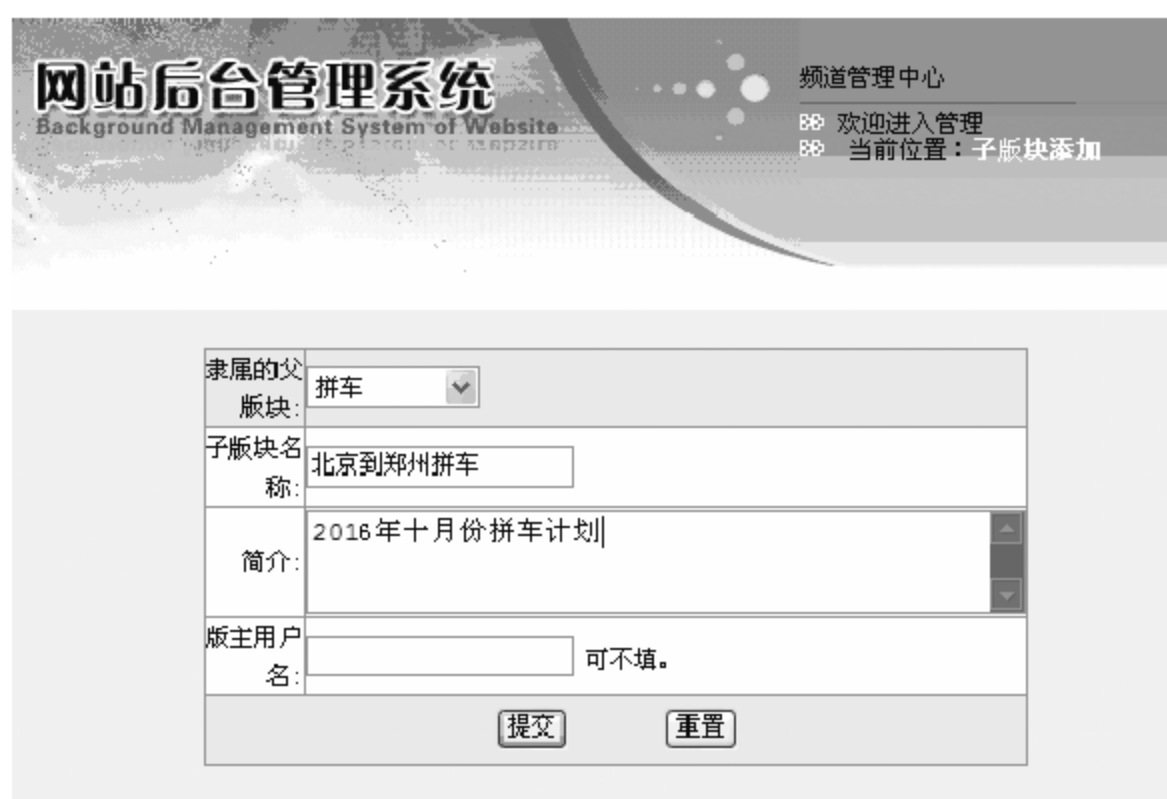 网站后台管理系统
Background Management System of Website
频道管理中心
欢迎进入管理
当前位置：子版块添加
隶属的父
版块:
拼车
子版块名
称:
北京到郑州拼车
简介:
2016年十月份拼车计划
版主用户
名:
可不填。
提交 重置